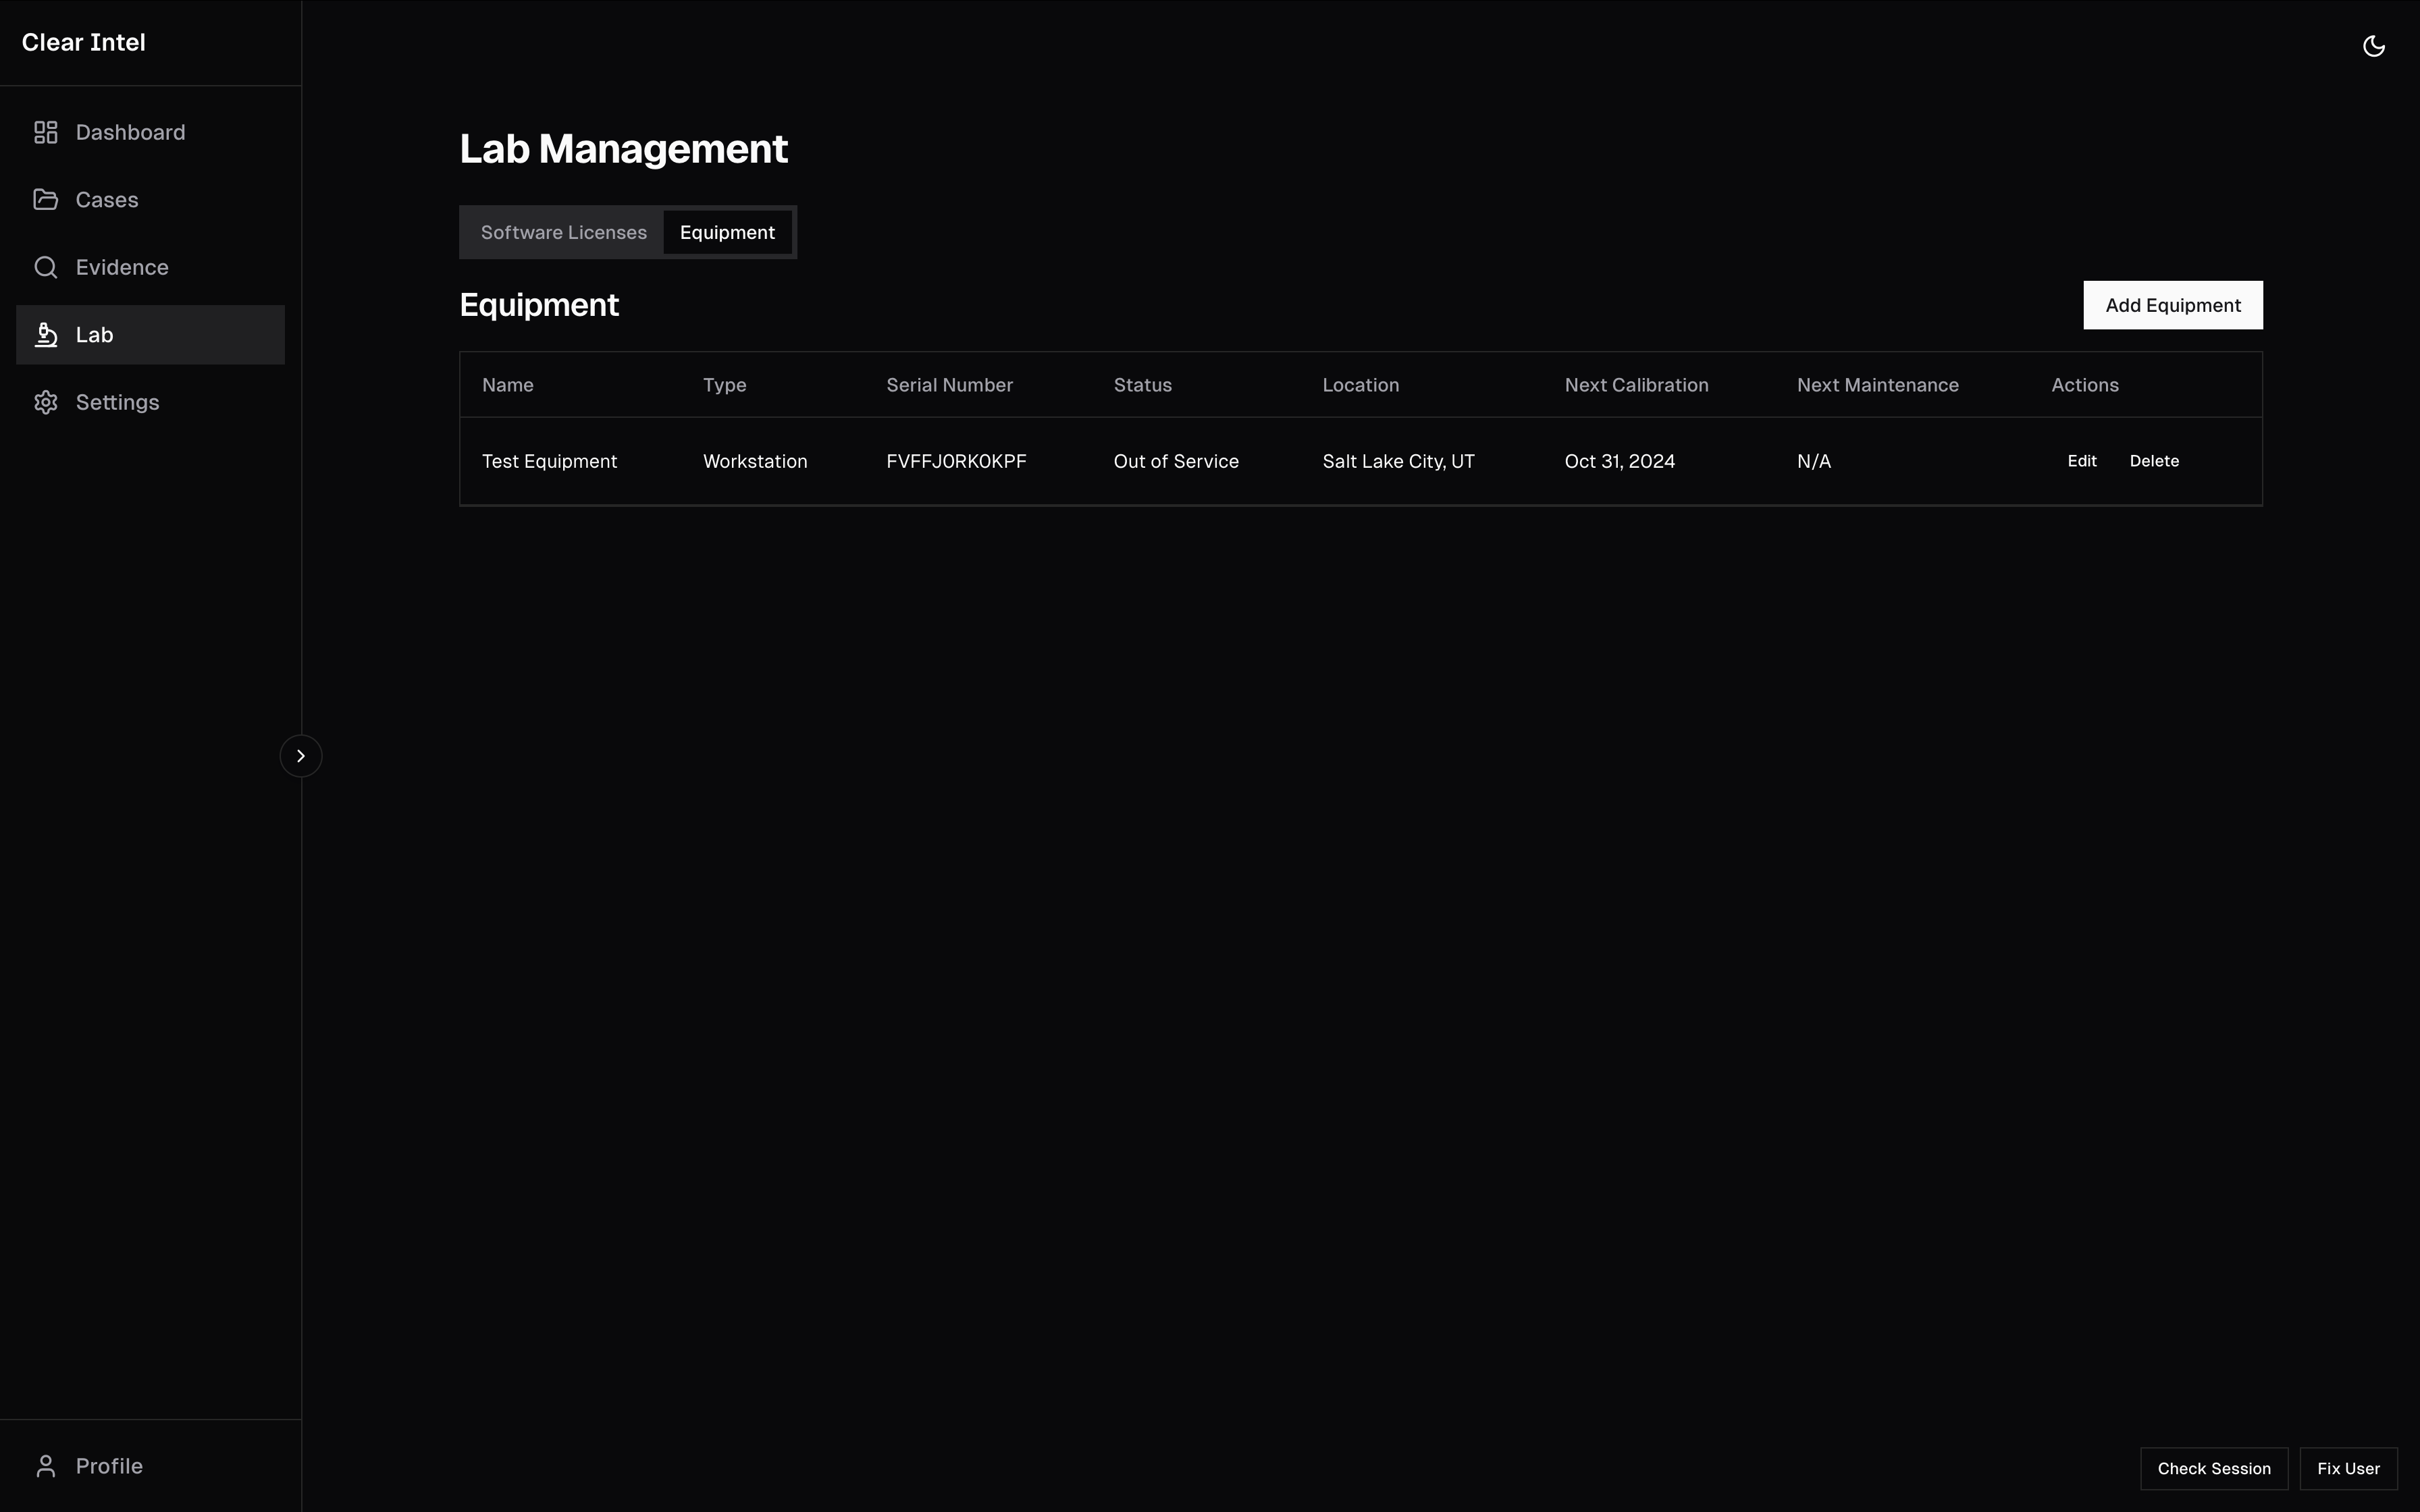 Clear Intel
Dashboard
Cases
Evidence
Lab
Settings
Profile
Lab Management
Software Licenses Equipment
Equipment
Add Equipment
Name Type Serial Number Status Location Next Calibration Next Maintenance Actions
Test Equipment Workstation FVFFJ0RK0KPF Out of Service Salt Lake City, UT Oct 31, 2024 N/A Edit Delete
Check Session Fix User